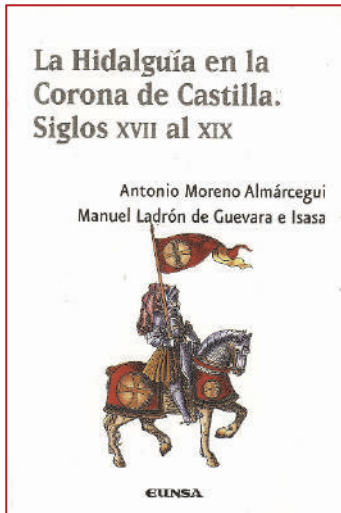 La Hidalguía en la
Corona de Castilla.
Siglos XVII al XIX
Antonio Moreno Almárcegui
Manuel Ladrón de Guevara e Isasa
EUNSA